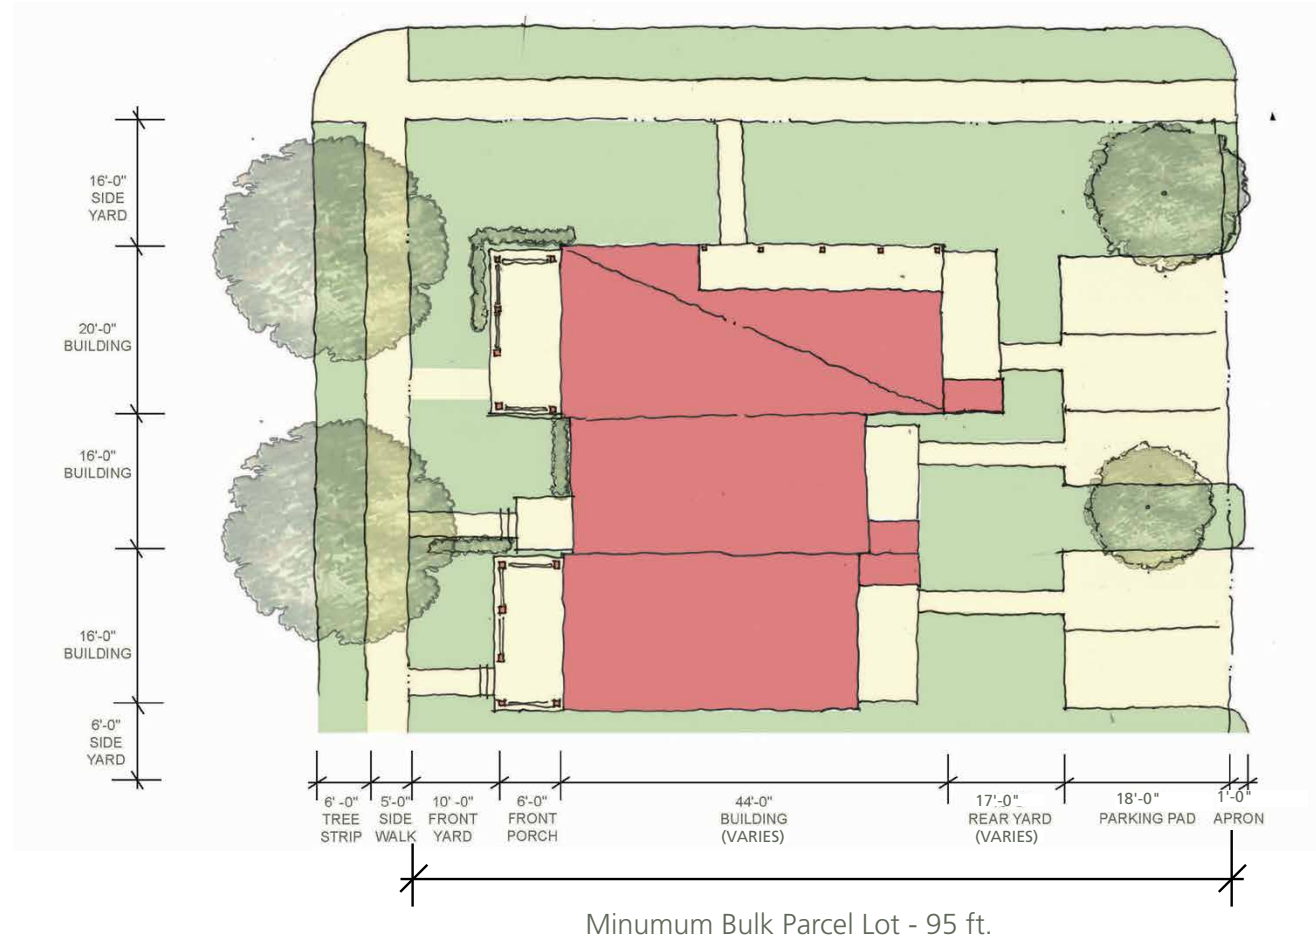 16'-0"
SIDE
YARD
20'-0"
BUILDING
16'-0"
BUILDING
16'-0"
BUILDING
6'-0"
SIDE
YARD
6' -0"
TREE
STRIP
5'-0"
SIDE
WALK
10' -0"
FRONT
YARD
6'-0"
FRONT
PORCH
44'-0"
BUILDING
(VARIES)
17'-0"
REAR YARD
(VARIES)
18'-0"
PARKING PAD
1'-0"
APRON
Minumum Bulk Parcel Lot - 95 ft.